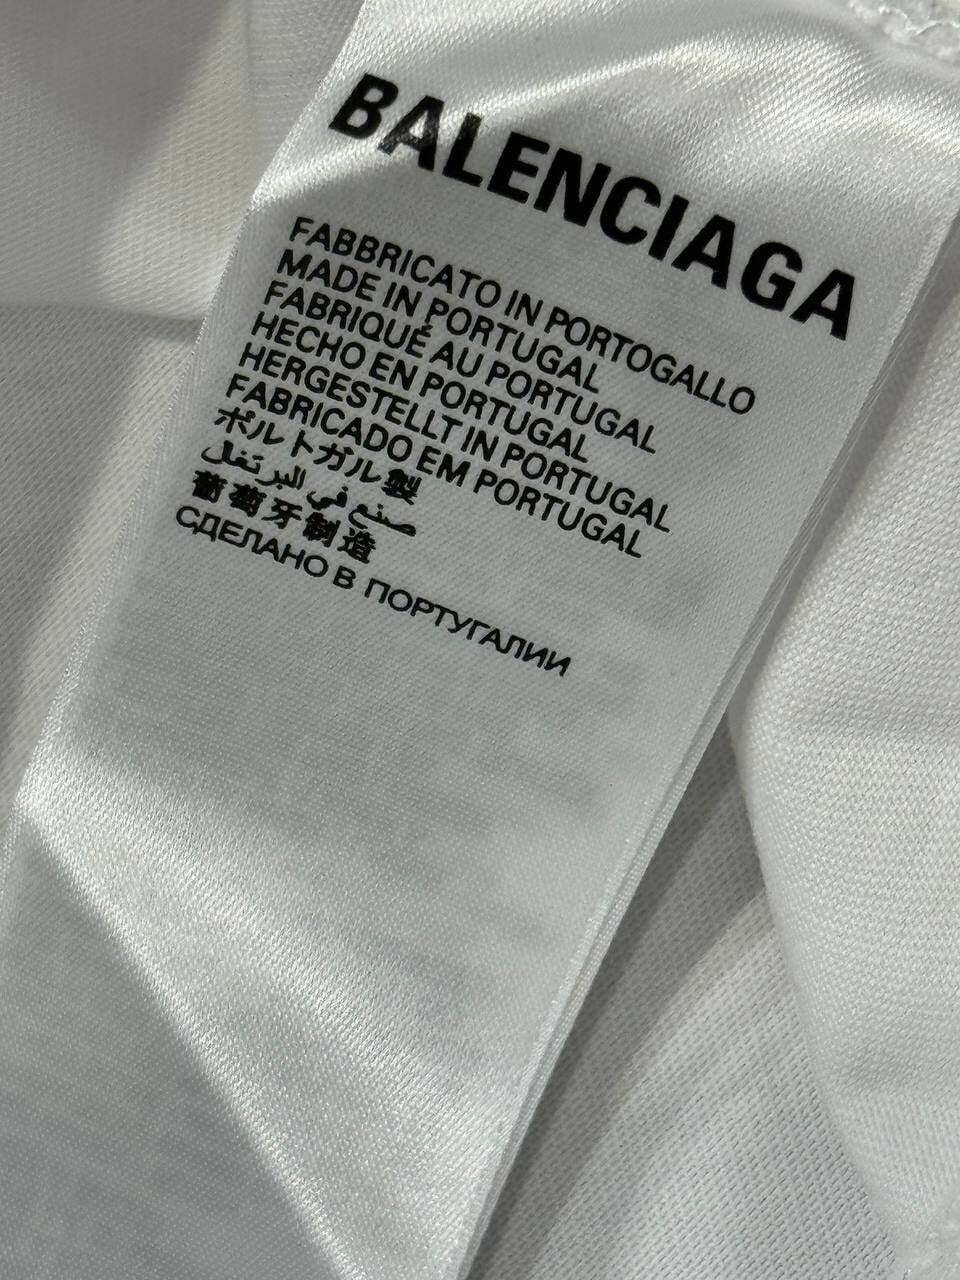 BALENCIAGA
FABBRICATO IN PORTOGALLO
MADE IN PORTUGAL
FABRIQUÉ AU PORTUGAL
HECHO EN PORTUGAL
HERGESTELLT IN PORTUGAL
FABRICADO EM PORTUGAL
ポルトガル製
صنع في البرتغال
葡萄牙制造
СДЕЛАНО В ПОРТУГАЛИИ